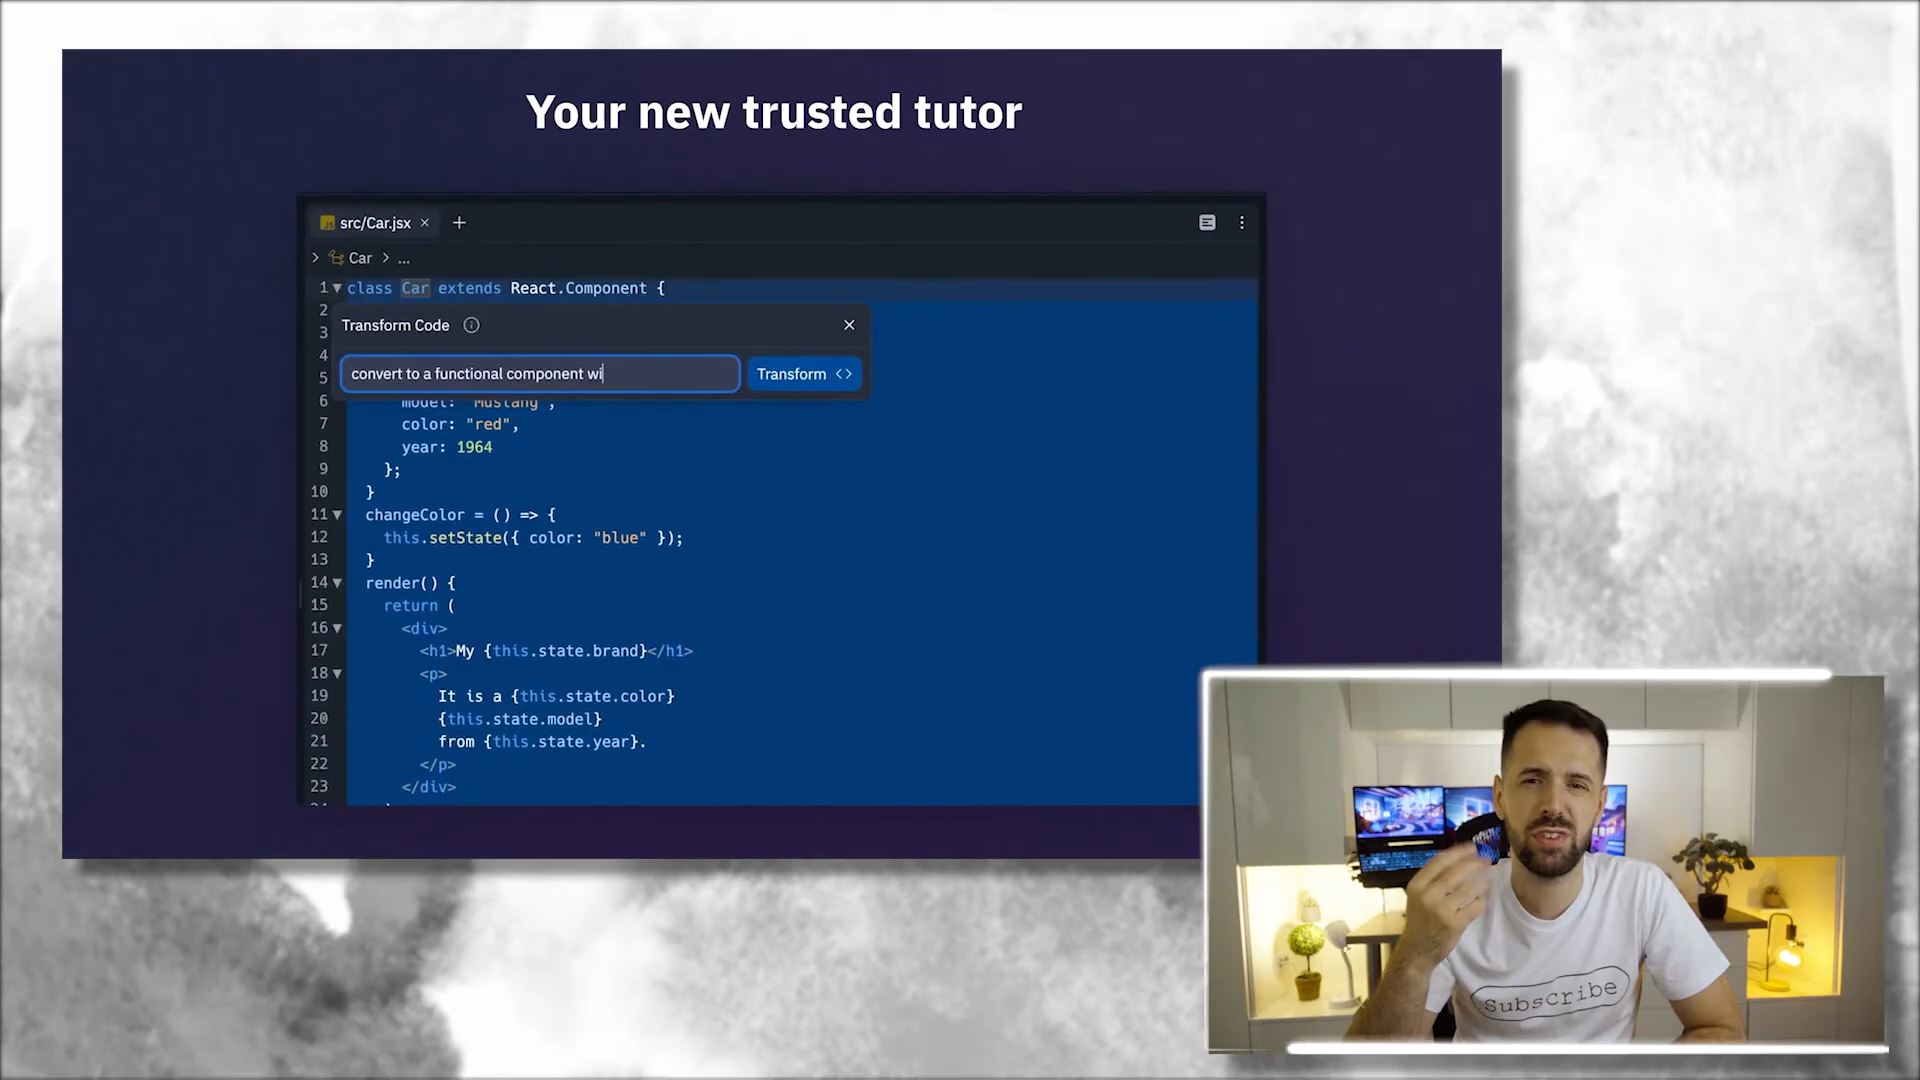 Your new trusted tutor
JS src/Car.jsx × +
> Car > ...
1 class Car extends React.Component {
2
Transform Code
3
4
convert to a functional component wi
Transform <>
5
6 model: "Mustang",
7 color: "red",
8 year: 1964
9 };
10 }
11 changeColor = () => {
12 this.setState({ color: "blue" });
13 }
14 render() {
15 return (
16 <div>
17 <h1>My {this.state.brand}</h1>
18 <p>
19 It is a {this.state.color}
20 {this.state.model}
21 from {this.state.year}.
22 </p>
23 </div>
Subscribe